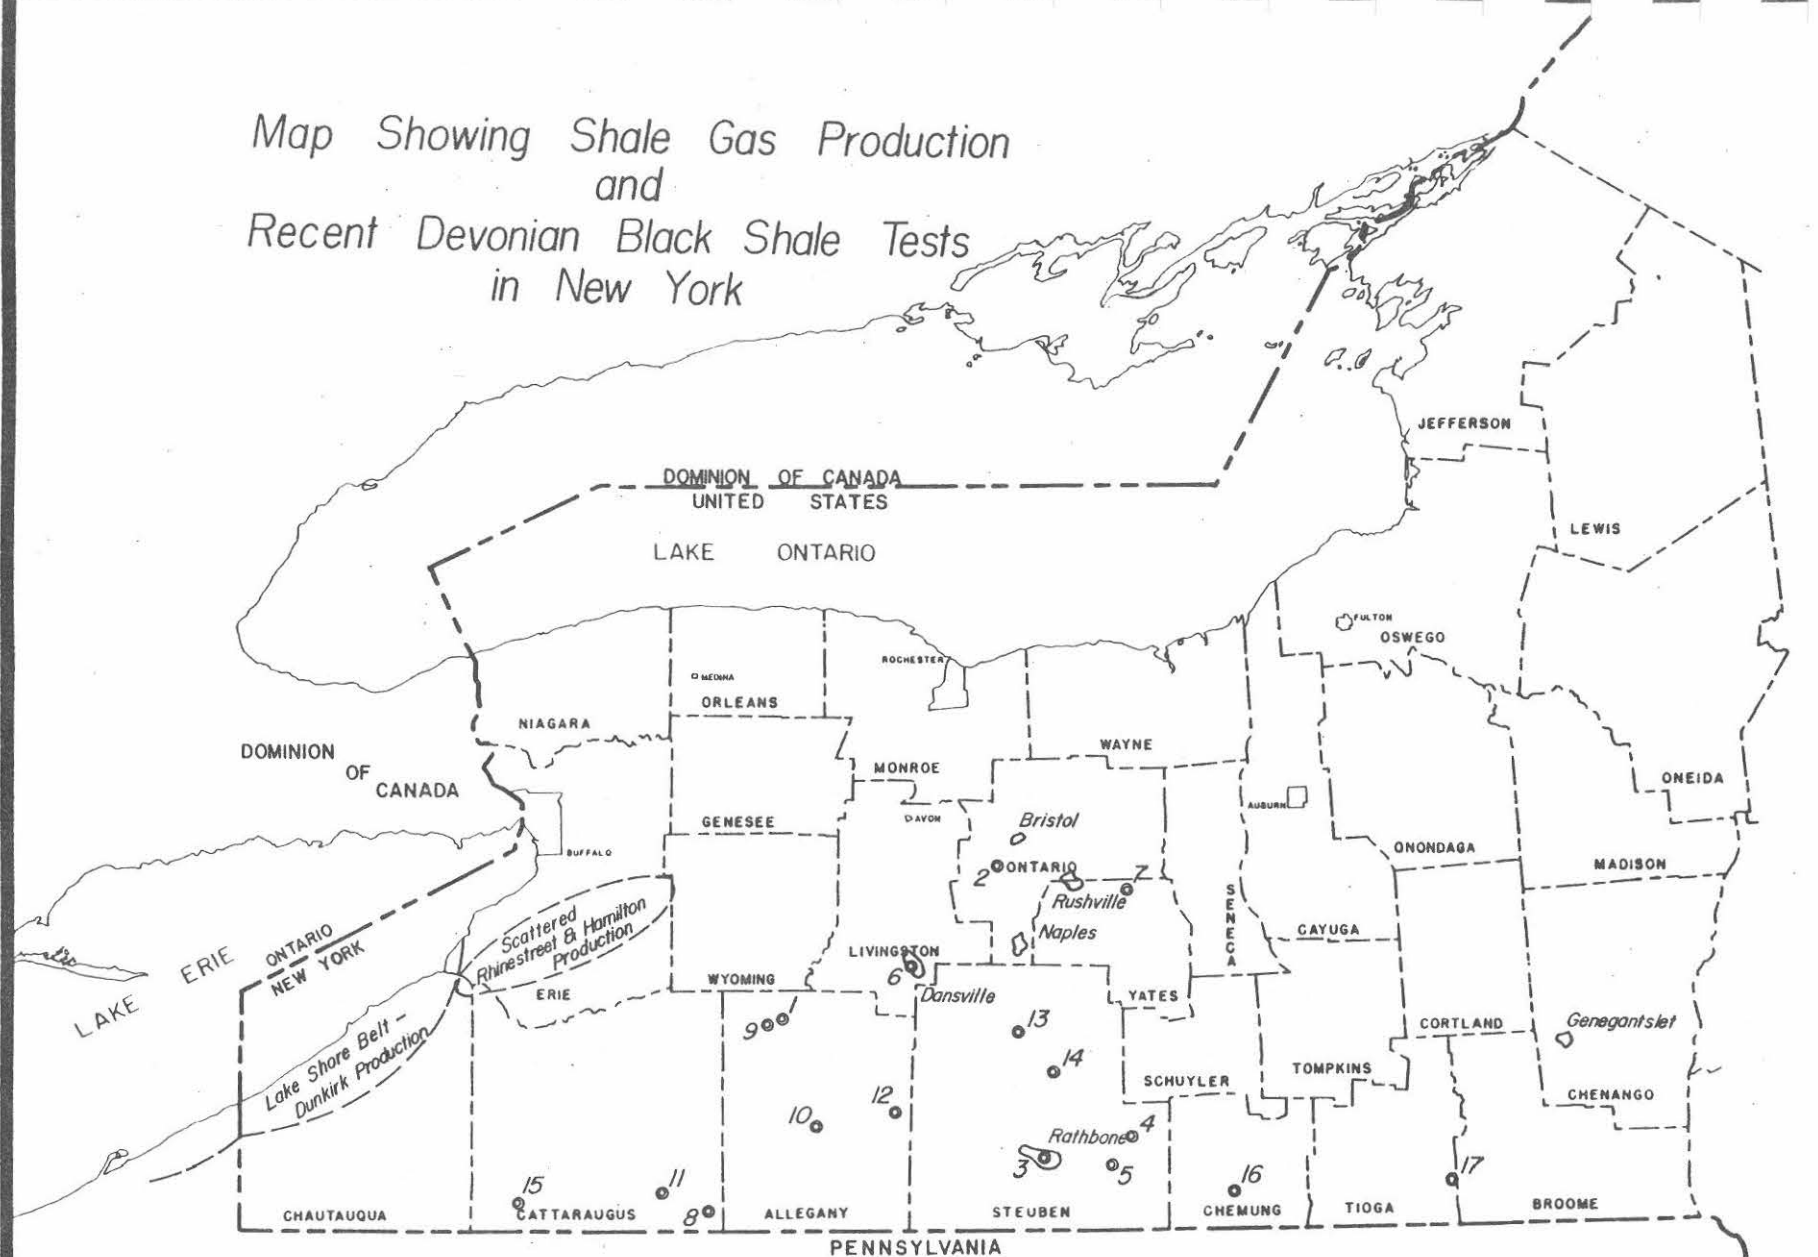 Map Showing Shale Gas Production
and
Recent Devonian Black Shale Tests
in New York
JEFFERSON
DOMINION OF CANADA
UNITED STATES
LEWIS
LAKE ONTARIO
FULTON
OSWEGO
ROCHESTER
MEDINA
ORLEANS
NIAGARA
DOMINION
OF
CANADA
WAYNE
MONROE
ONEIDA
AUBURN
AVON
GENESEE
Bristol
BUFFALO
ONONDAGA
MADISON
2
ONTARIO
7
Rushville
SENECA
Scattered
Rhinestreet & Hamilton
Production
Naples
CAYUGA
LAKE ERIE
ONTARIO
NEW YORK
LIVINGSTON
6
WYOMING
ERIE
Dansville
YATES
9
13
CORTLAND
Genegantslet
Lake Shore Belt -
Dunkirk Production
14
TOMPKINS
SCHUYLER
CHENANGO
12
10
Rathbone
4
3
5
15
11
16
17
8
CHAUTAUQUA
CATTARAUGUS
ALLEGANY
STEUBEN
CHEMUNG
TIOGA
BROOME
PENNSYLVANIA